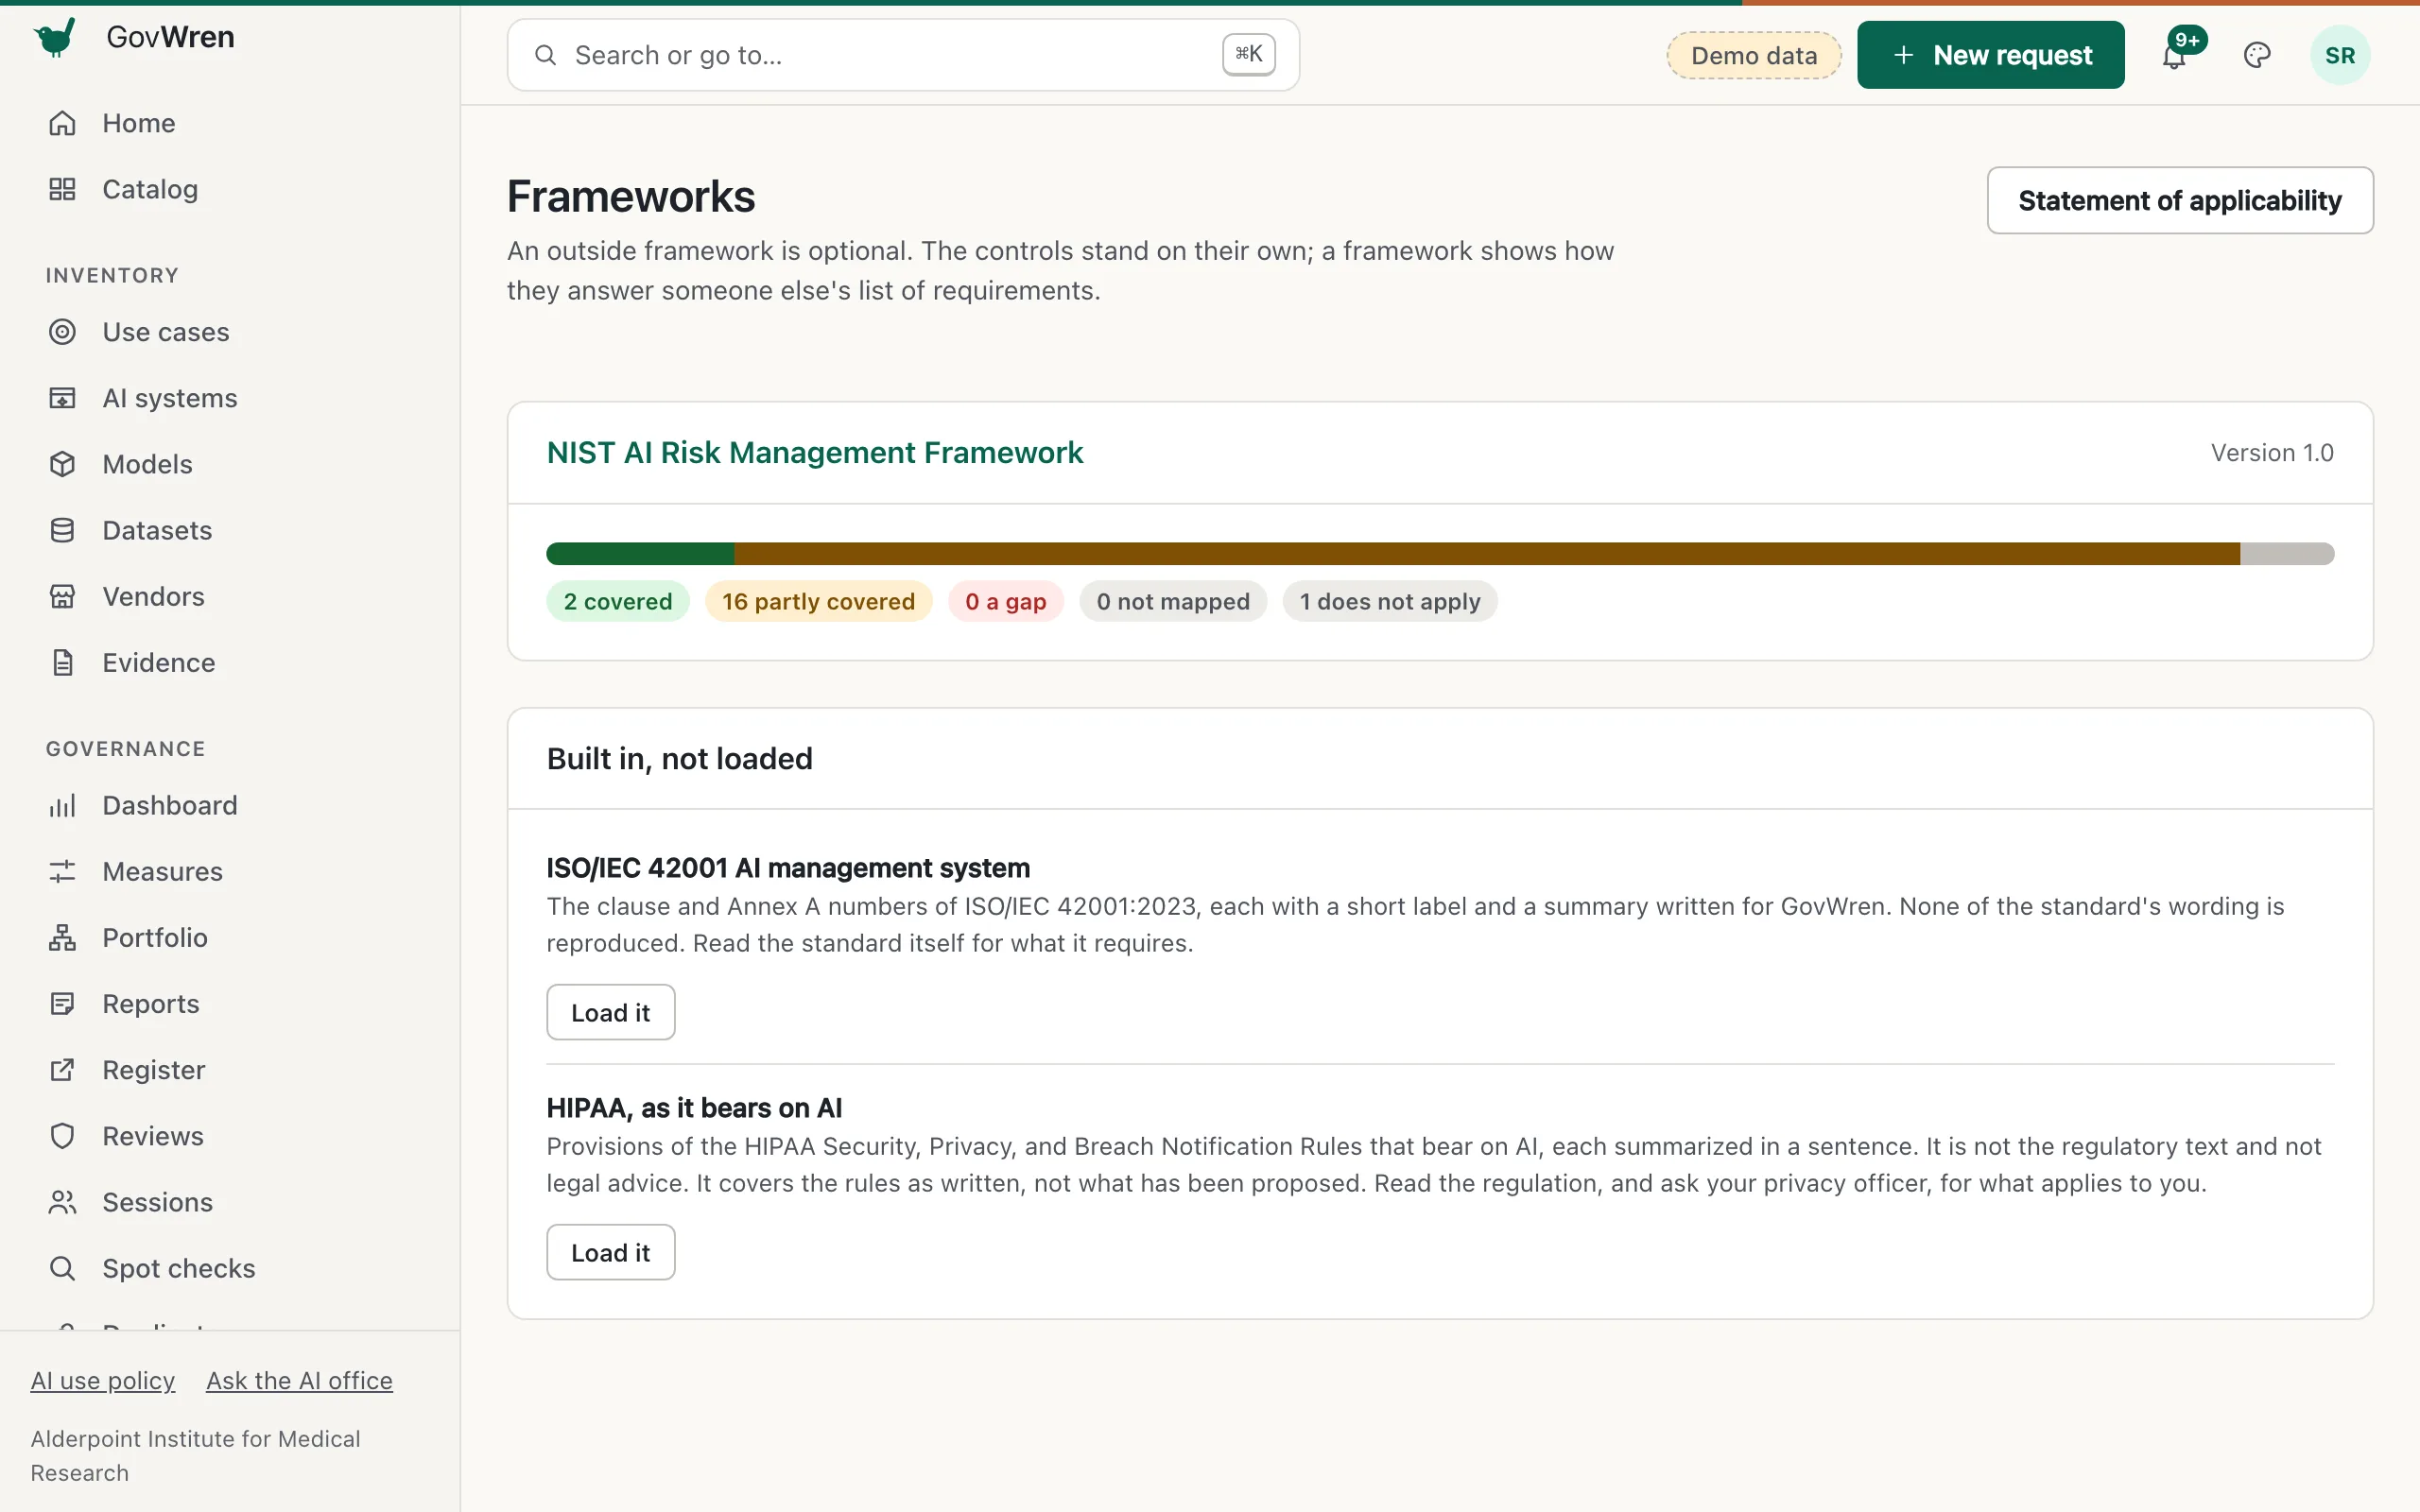 GovWren
Search or go to...
⌘K
Demo data
+ New request
9+
SR
Home
Catalog
INVENTORY
Use cases
AI systems
Models
Datasets
Vendors
Evidence
GOVERNANCE
Dashboard
Measures
Portfolio
Reports
Register
Reviews
Sessions
Spot checks
AI use policy
Ask the AI office
Alderpoint Institute for Medical
Research
Frameworks
Statement of applicability
An outside framework is optional. The controls stand on their own; a framework shows how
they answer someone else's list of requirements.
NIST AI Risk Management Framework
Version 1.0
2 covered
16 partly covered
0 a gap
0 not mapped
1 does not apply
Built in, not loaded
ISO/IEC 42001 AI management system
The clause and Annex A numbers of ISO/IEC 42001:2023, each with a short label and a summary written for GovWren. None of the standard's wording is
reproduced. Read the standard itself for what it requires.
Load it
HIPAA, as it bears on AI
Provisions of the HIPAA Security, Privacy, and Breach Notification Rules that bear on AI, each summarized in a sentence. It is not the regulatory text and not
legal advice. It covers the rules as written, not what has been proposed. Read the regulation, and ask your privacy officer, for what applies to you.
Load it